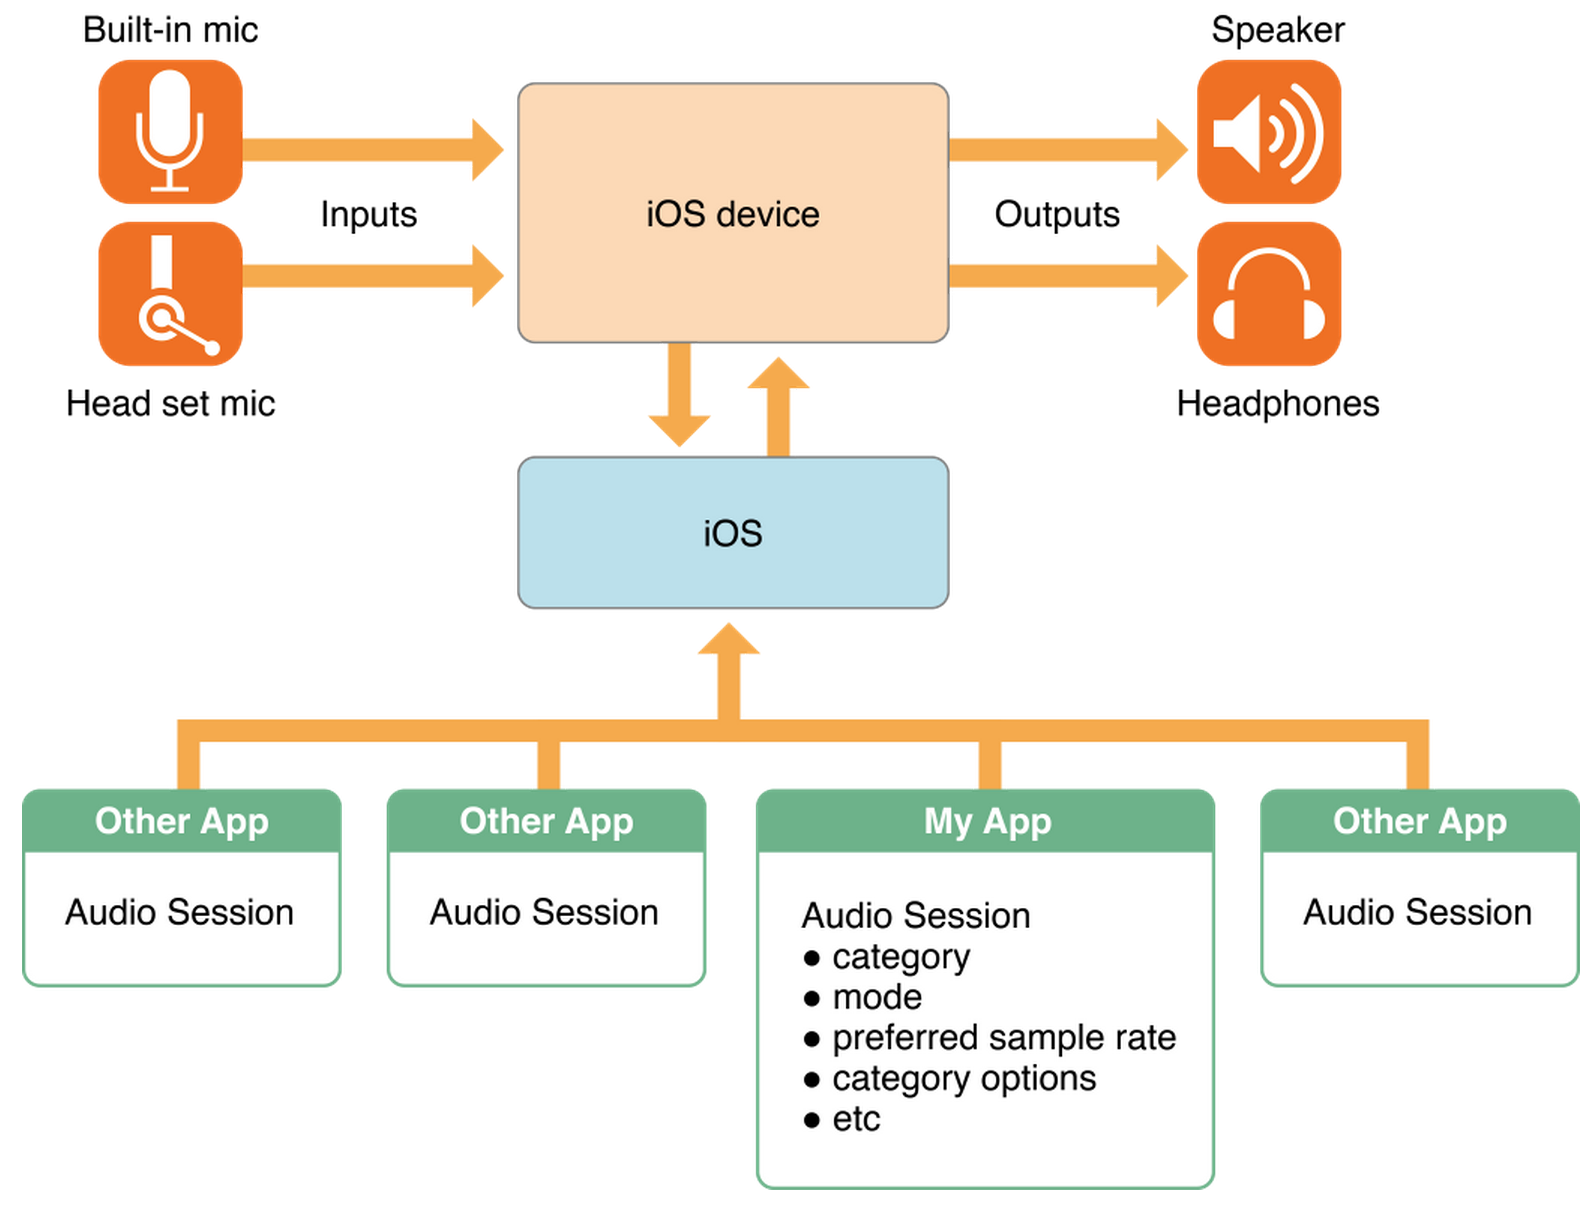 Built-in mic
Speaker
Inputs
iOS device
Outputs
Head set mic
Headphones
iOS
Other App
Audio Session
Other App
Audio Session
My App
Audio Session
● category
● mode
● preferred sample rate
● category options
● etc
Other App
Audio Session